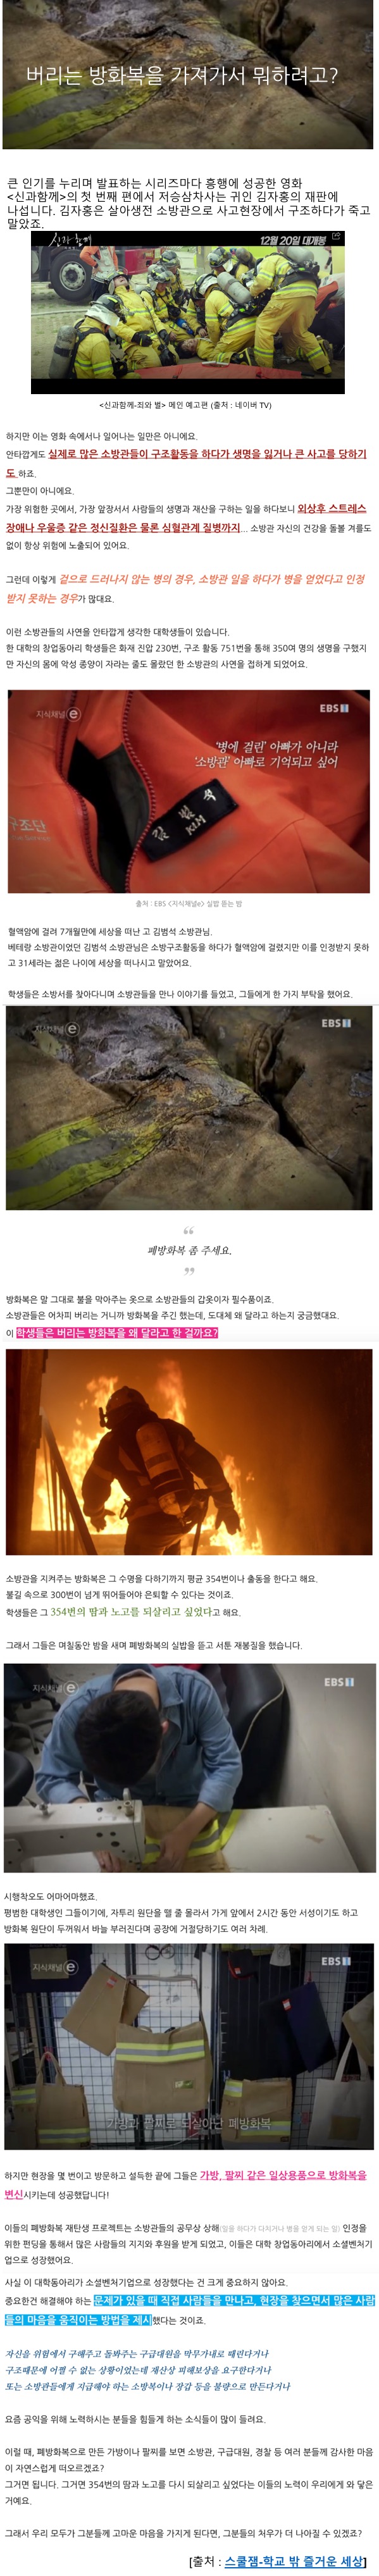 버리는 방화복을 가져가서 뭐하려고?
큰 인기를 누리며 발표하는 시리즈마다 흥행에 성공한 영화
<신과함께>의 첫 번째 편에서 저승삼차사는 귀인 김자홍의 재판에
나섭니다. 김자홍은 살아생전 소방관으로 사고현장에서 구조하다가 죽고
말았죠.
신과함께
12월 20일 대개봉
<신과함께-죄와 벌> 메인 예고편 (출처 : 네이버 TV)
하지만 이는 영화 속에서나 일어나는 일만은 아니에요.
안타깝게도 실제로 많은 소방관들이 구조활동을 하다가 생명을 잃거나 큰 사고를 당하기
도 하죠.
그뿐만이 아니에요.
가장 위험한 곳에서, 가장 앞장서서 사람들의 생명과 재산을 구하는 일을 하다보니 외상후 스트레스
장애나 우울증 같은 정신질환은 물론 심혈관계 질병까지... 소방관 자신의 건강을 돌볼 겨를도
없이 항상 위험에 노출되어 있어요.
그런데 이렇게 겉으로 드러나지 않는 병의 경우, 소방관 일을 하다가 병을 얻었다고 인정
받지 못하는 경우가 많대요.
이런 소방관들의 사연을 안타깝게 생각한 대학생들이 있습니다.
한 대학의 창업동아리 학생들은 화재 진압 230번, 구조 활동 751번을 통해 350여 명의 생명을 구했지
만 자신의 몸에 악성 종양이 자라는 줄도 몰랐던 한 소방관의 사연을 접하게 되었어요.
지식채널e
EBS
'병에 걸린' 아빠가 아니라
'소방관' 아빠로 기억되고 싶어
구조단
김 범 석
KIM
출처 : EBS <지식채널e> 실밥 뜯는 밤
혈액암에 걸려 7개월만에 세상을 떠난 고 김범석 소방관님.
베테랑 소방관이었던 김범석 소방관님은 소방구조활동을 하다가 혈액암에 걸렸지만 이를 인정받지 못하
고 31세라는 젊은 나이에 세상을 떠나시고 말았어요.
학생들은 소방서를 찾아다니며 소방관들을 만나 이야기를 들었고, 그들에게 한 가지 부탁을 했어요.
지식채널e
EBS
“
폐방화복 좀 주세요.
”
방화복은 말 그대로 불을 막아주는 옷으로 소방관들의 갑옷이자 필수품이죠.
소방관들은 어차피 버리는 거니까 방화복을 주긴 했는데, 도대체 왜 달라고 하는지 궁금했대요.
이 학생들은 버리는 방화복을 왜 달라고 한 걸까요?
소방관을 지켜주는 방화복은 그 수명을 다하기까지 평균 354번이나 출동을 한다고 해요.
불길 속으로 300번이 넘게 뛰어들어야 은퇴할 수 있다는 것이죠.
학생들은 그 354번의 땀과 노고를 되살리고 싶었다고 해요.
그래서 그들은 며칠동안 밤을 새며 폐방화복의 실밥을 뜯고 서툰 재봉질을 했습니다.
지식채널e
EBS
시행착오도 어마어마했죠.
평범한 대학생인 그들이기에, 자투리 원단을 뗄 줄 몰라서 가게 앞에서 2시간 동안 서성이기도 하고
방화복 원단이 두꺼워서 바늘 부러진다며 공장에 거절당하기도 여러 차례.
지식채널e
EBS
가방과 팔찌로 되살아난 폐방화복
하지만 현장을 몇 번이고 방문하고 설득한 끝에 그들은 가방, 팔찌 같은 일상용품으로 방화복을
변신시키는데 성공했답니다!
이들의 폐방화복 재탄생 프로젝트는 소방관들의 공무상 상해(일을 하다가 다치거나 병을 얻게 되는 일) 인정을
위한 펀딩을 통해서 많은 사람들의 지지와 후원을 받게 되었고, 이들은 대학 창업동아리에서 소셜벤처기
업으로 성장했어요.
사실 이 대학동아리가 소셜벤처기업으로 성장했다는 건 크게 중요하지 않아요.
중요한건 해결해야 하는 문제가 있을 때 직접 사람들을 만나고, 현장을 찾으면서 많은 사람
들의 마음을 움직이는 방법을 제시했다는 것이죠.
자신을 위험에서 구해주고 돌봐주는 구급대원을 막무가내로 때린다거나
구조때문에 어쩔 수 없는 상황이었는데 재산상 피해보상을 요구한다거나
또는 소방관들에게 지급해야 하는 소방복이나 장갑 등을 불량으로 만든다거나
요즘 공익을 위해 노력하시는 분들을 힘들게 하는 소식들이 많이 들려요.
이럴 때, 폐방화복으로 만든 가방이나 팔찌를 보면 소방관, 구급대원, 경찰 등 여러 분들께 감사한 마음
이 자연스럽게 떠오르겠죠?
그거면 됩니다. 그거면 354번의 땀과 노고를 다시 되살리고 싶었다는 이들의 노력이 우리에게 와 닿은
거예요.
그래서 우리 모두가 그분들께 고마운 마음을 가지게 된다면, 그분들의 처우가 더 나아질 수 있겠죠?
[출처 : 스쿨잼-학교 밖 즐거운 세상]